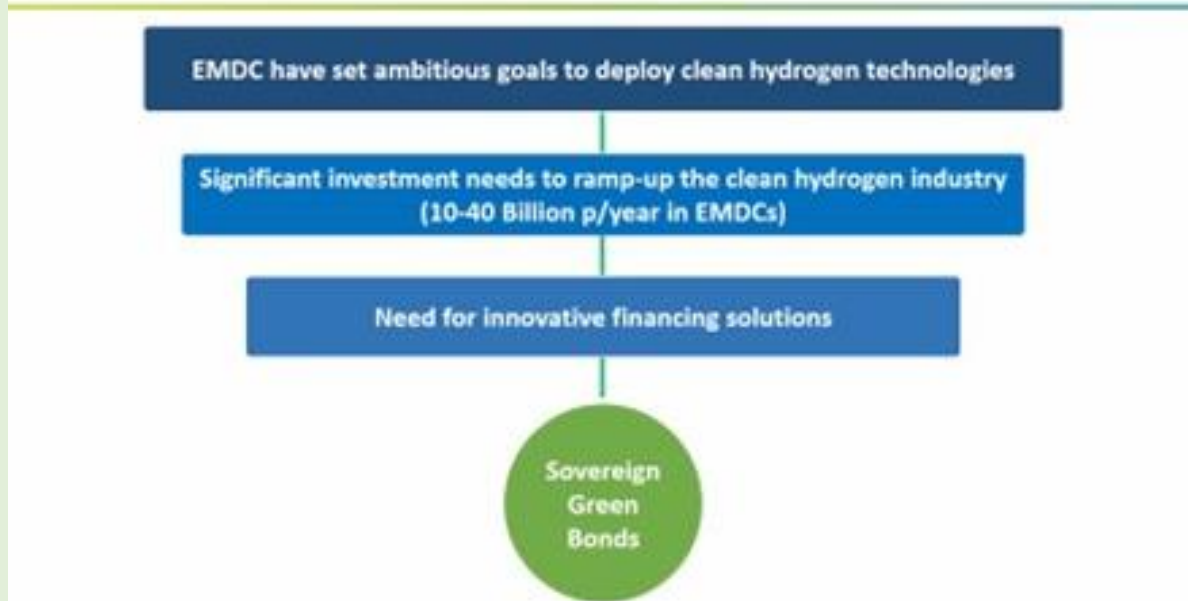 EMDC have set ambitious goals to deploy clean hydrogen technologies
Significant investment needs to ramp-up the clean hydrogen industry
(10-40 Billion p/year in EMDCs)
Need for innovative financing solutions
Sovereign
Green
Bonds